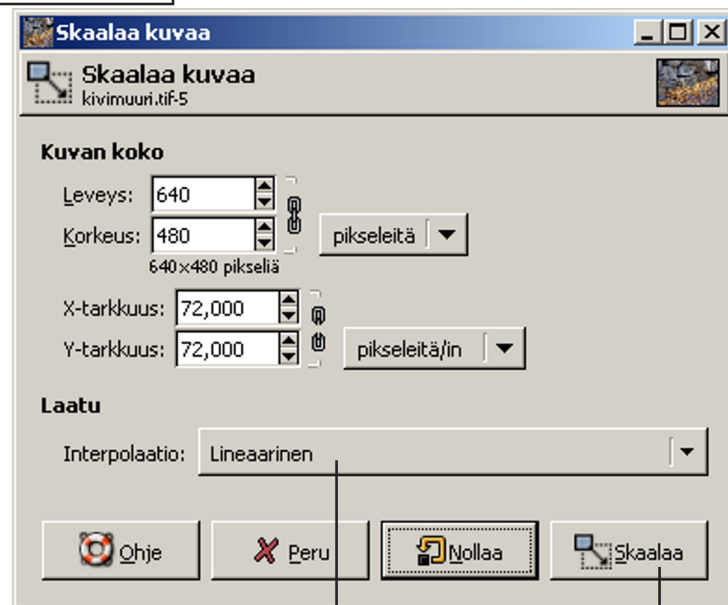 Skaalaa kuvaa
Skaalaa kuvaa
kivimuuri.tif-5
Kuvan koko
Leveys: 640
Korkeus: 480 pikseleitä
640×480 pikseliä
X-tarkkuus: 72,000
Y-tarkkuus: 72,000 pikseleitä/in
Laatu
Interpolaatio: Lineaarinen
Ohje Peru Nollaa Skaalaa